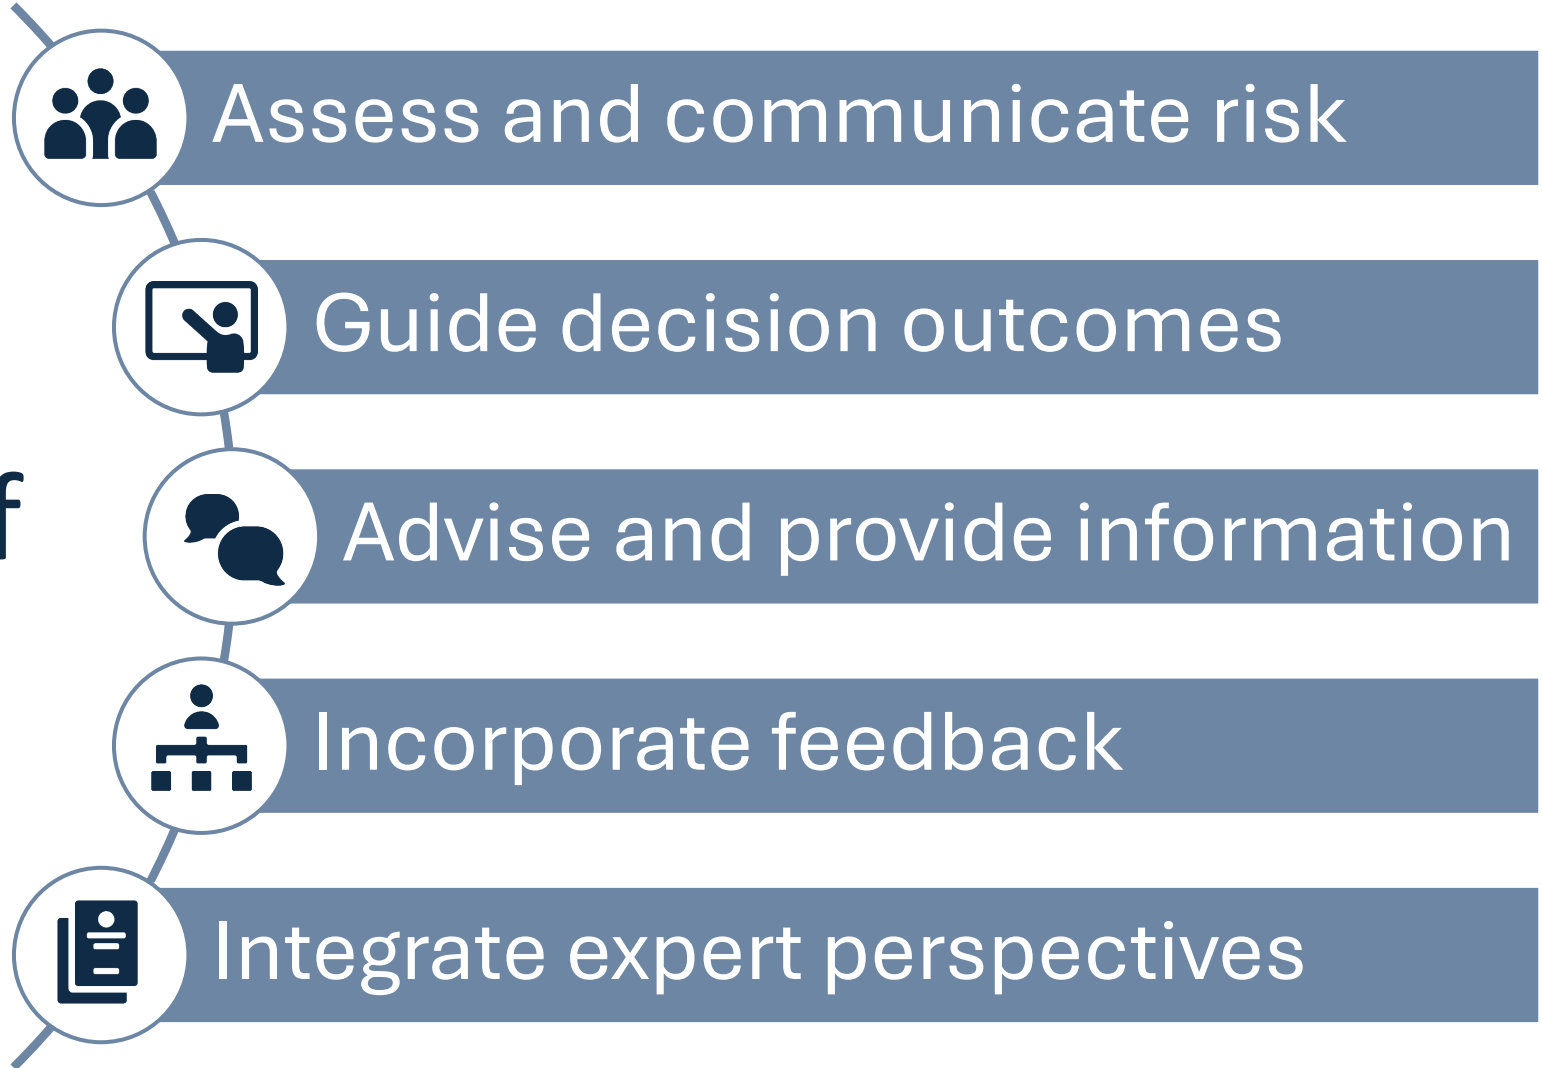 Assess and communicate risk
Guide decision outcomes
f
Advise and provide information
Incorporate feedback
Integrate expert perspectives